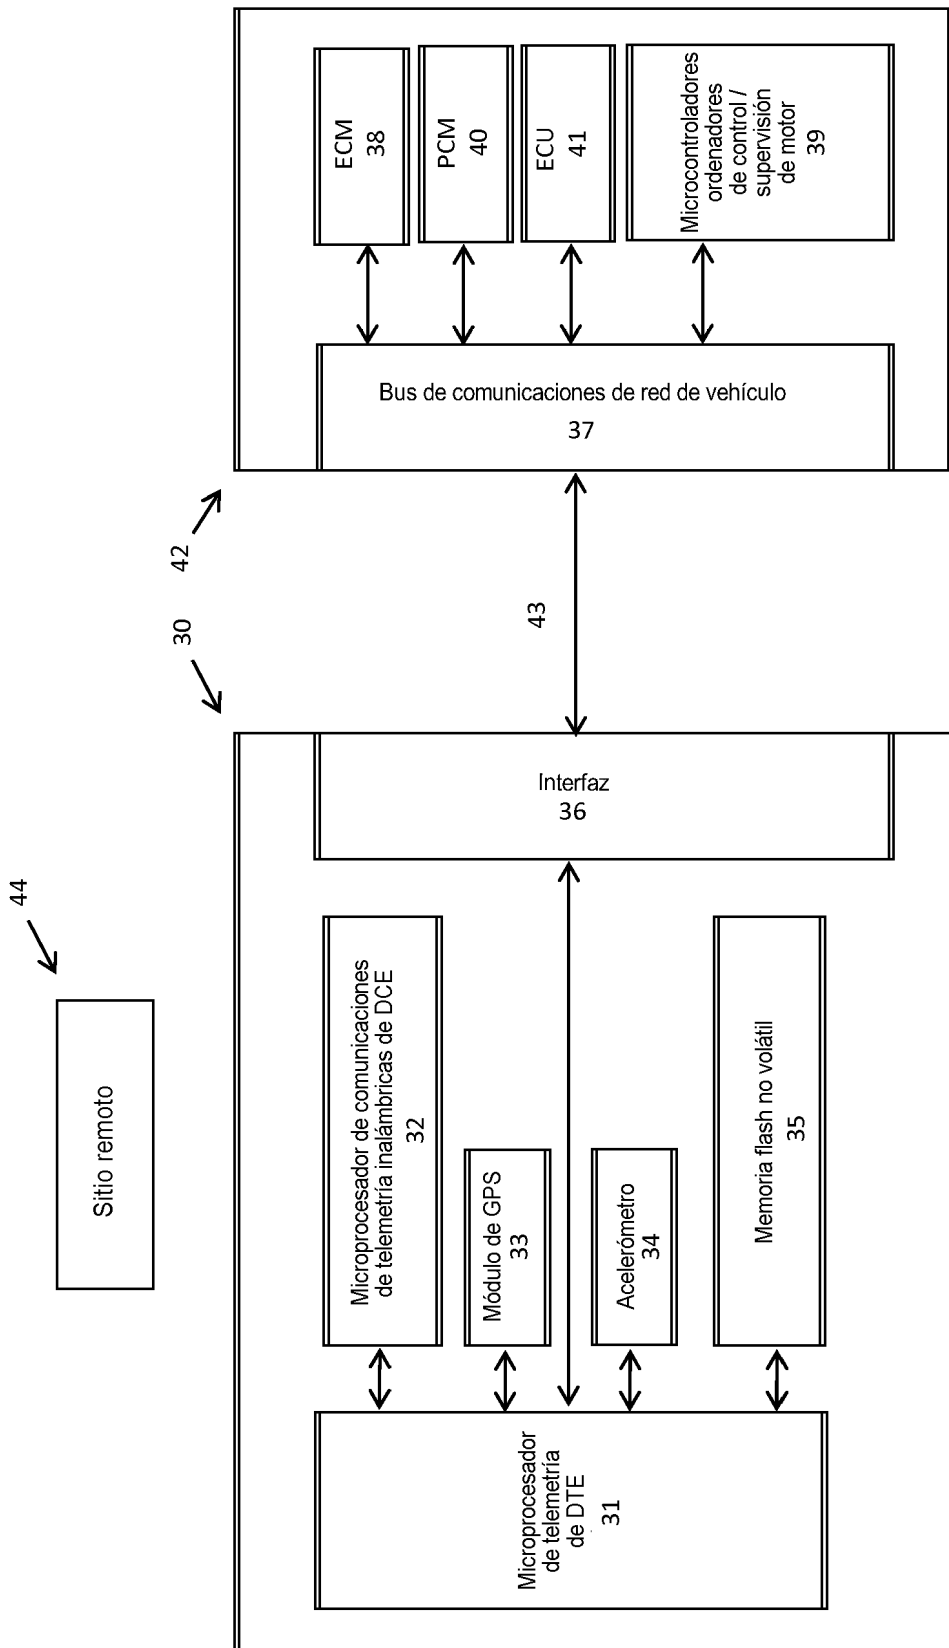 Sitio remoto
44
30
42
Microprocesador
de telemetría
de DTE
31
Microprocesador de comunicaciones
de telemetría inalámbricas de DCE
32
Módulo de GPS
33
Acelerómetro
34
Memoria flash no volátil
35
Interfaz
36
43
Bus de comunicaciones de red de vehículo
37
ECM
38
PCM
40
ECU
41
Microcontroladores
ordenadores
de control /
supervisión
de motor
39